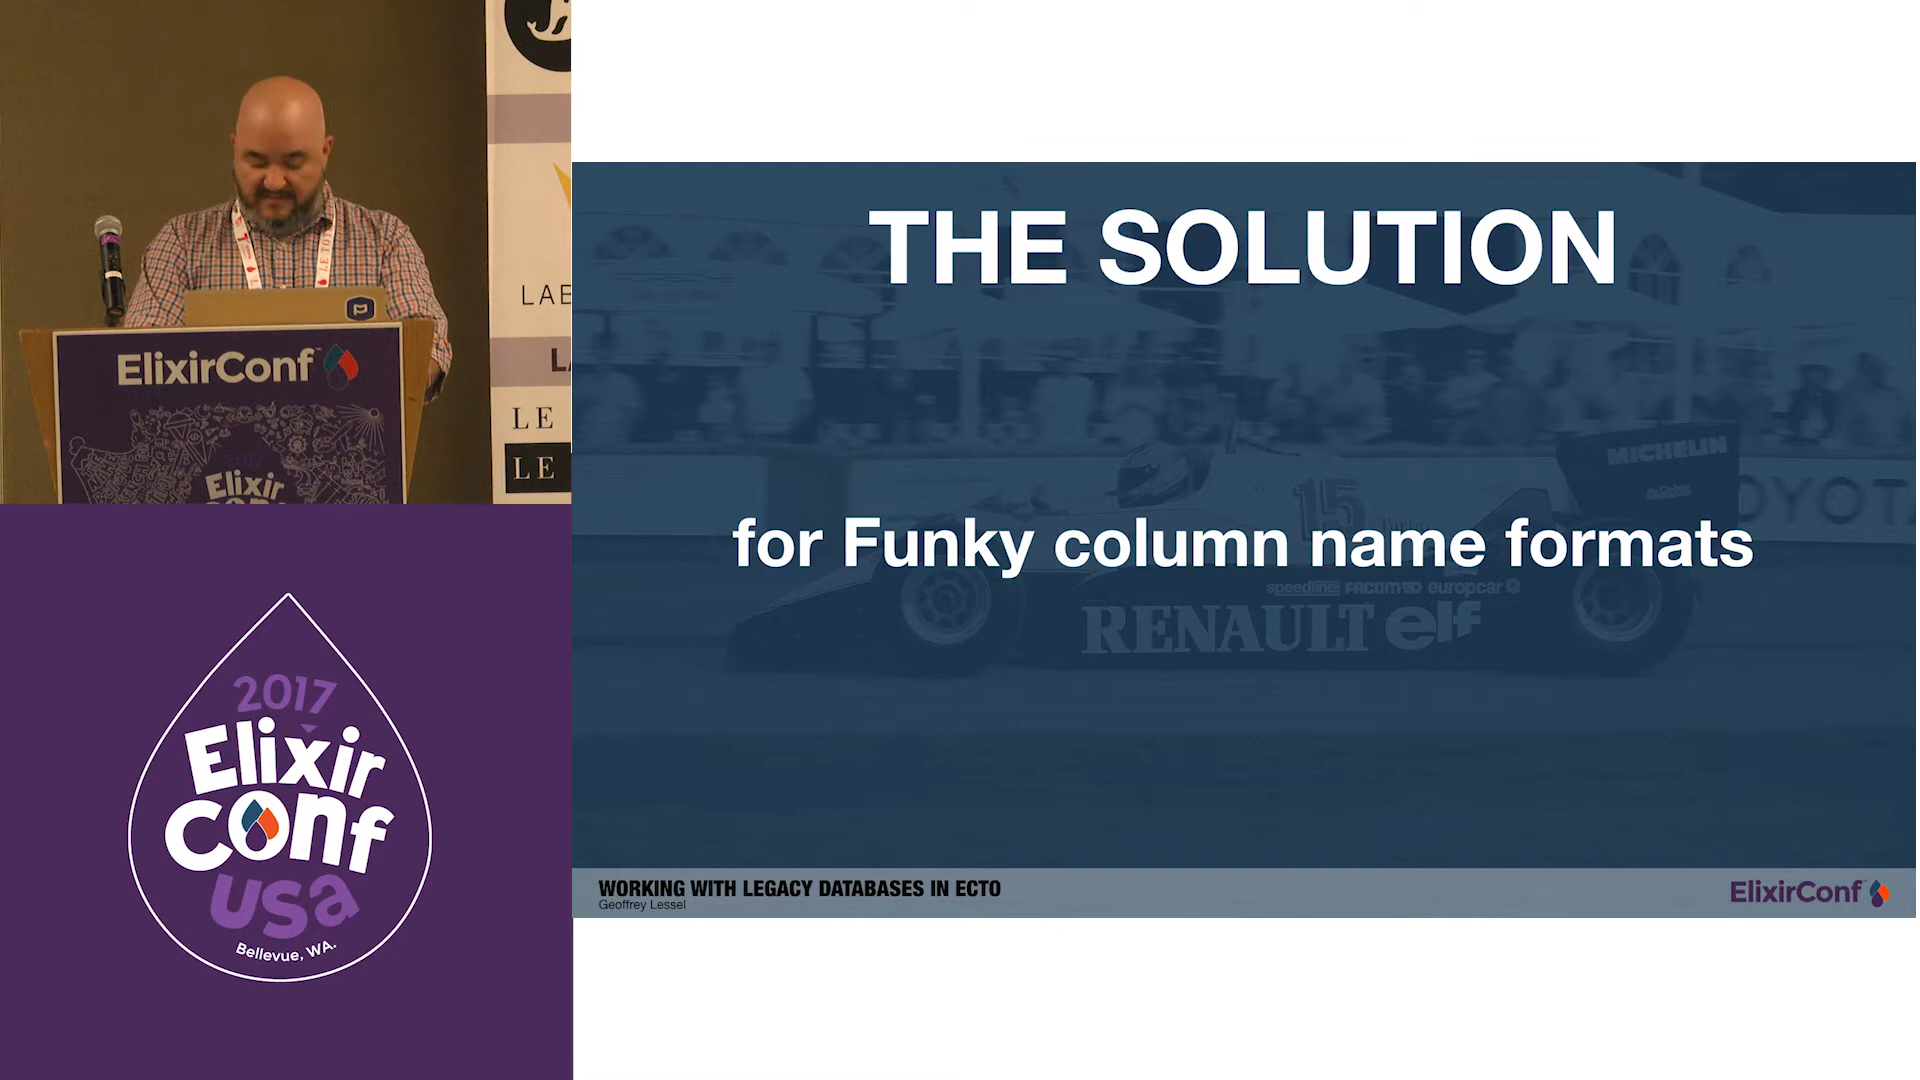 LAB
LE
LE
ElixirConf
Elixir
THE SOLUTION
for Funky column name formats
MICHELIN
TOYOTA
15
speedline FACOM europcar
RENAULT elf
WORKING WITH LEGACY DATABASES IN ECTO
Geoffrey Lessel
ElixirConf
2017
Elixir
Conf
USA
Bellevue, WA.